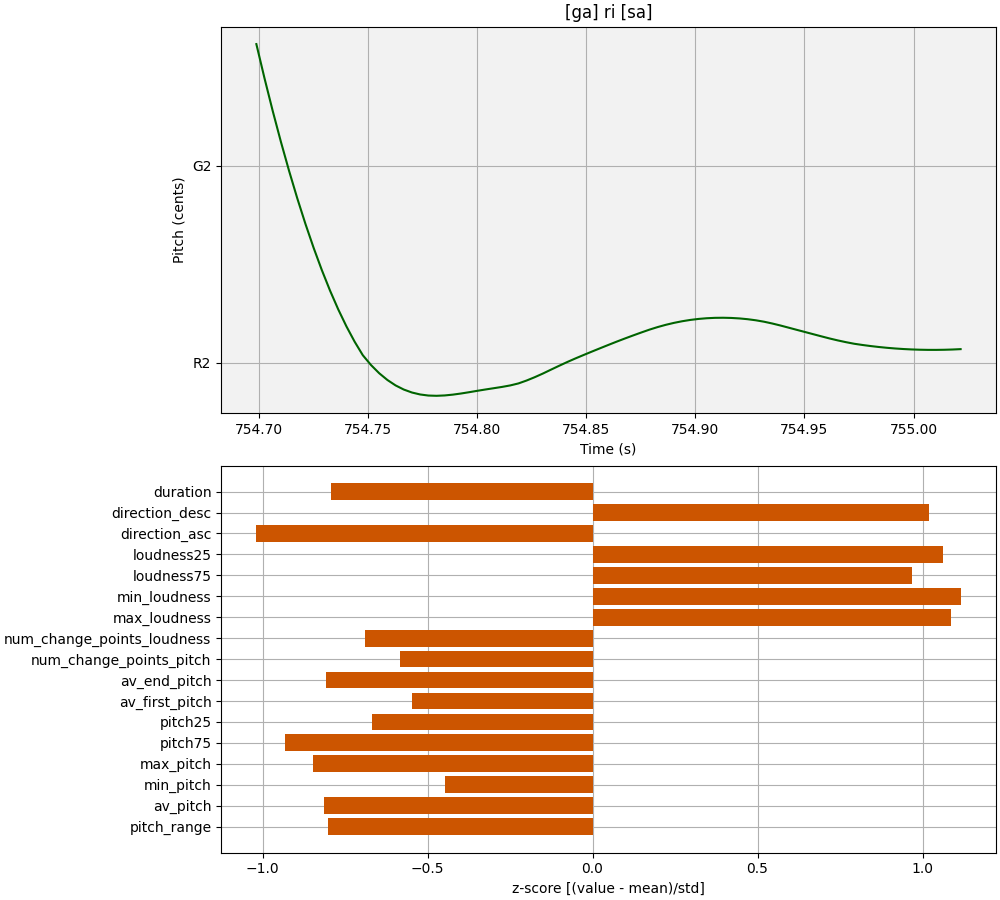 [ga] ri [sa]
G2
R2
Pitch (cents)
754.70 754.75 754.80 754.85 754.90 754.95 755.00
Time (s)
duration
direction_desc
direction_asc
loudness25
loudness75
min_loudness
max_loudness
num_change_points_loudness
num_change_points_pitch
av_end_pitch
av_first_pitch
pitch25
pitch75
max_pitch
min_pitch
av_pitch
pitch_range
−1.0 −0.5 0.0 0.5 1.0
z-score [(value - mean)/std]